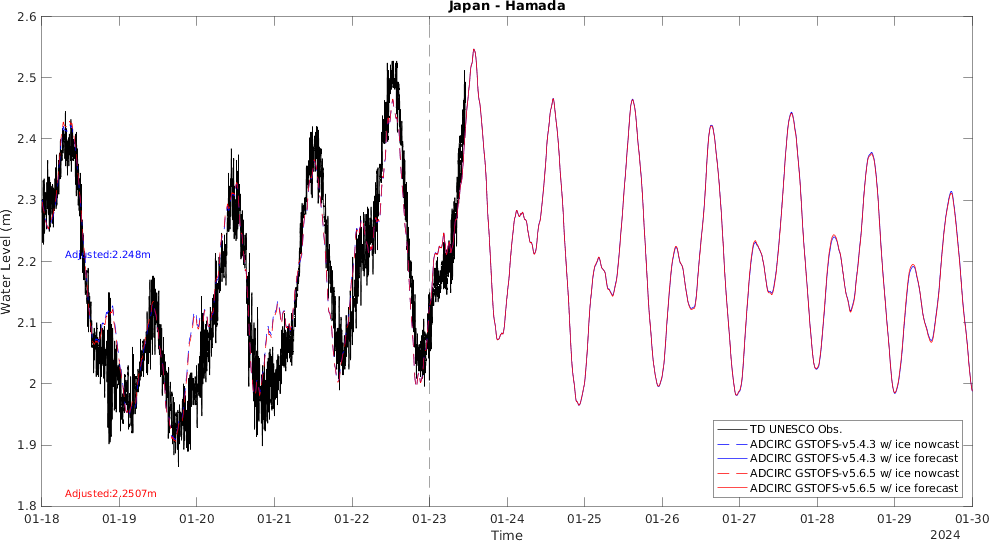 Japan - Hamada
2.6
2.5
2.4
2.3
2.2
2.1
2
1.9
1.8
Water Level (m)
Adjusted:2.248m
Adjusted:2.2507m
TD UNESCO Obs.
ADCIRC GSTOFS-v5.4.3 w/ ice nowcast
ADCIRC GSTOFS-v5.4.3 w/ ice forecast
ADCIRC GSTOFS-v5.6.5 w/ ice nowcast
ADCIRC GSTOFS-v5.6.5 w/ ice forecast
01-18 01-19 01-20 01-21 01-22 01-23 01-24 01-25 01-26 01-27 01-28 01-29 01-30
Time
2024